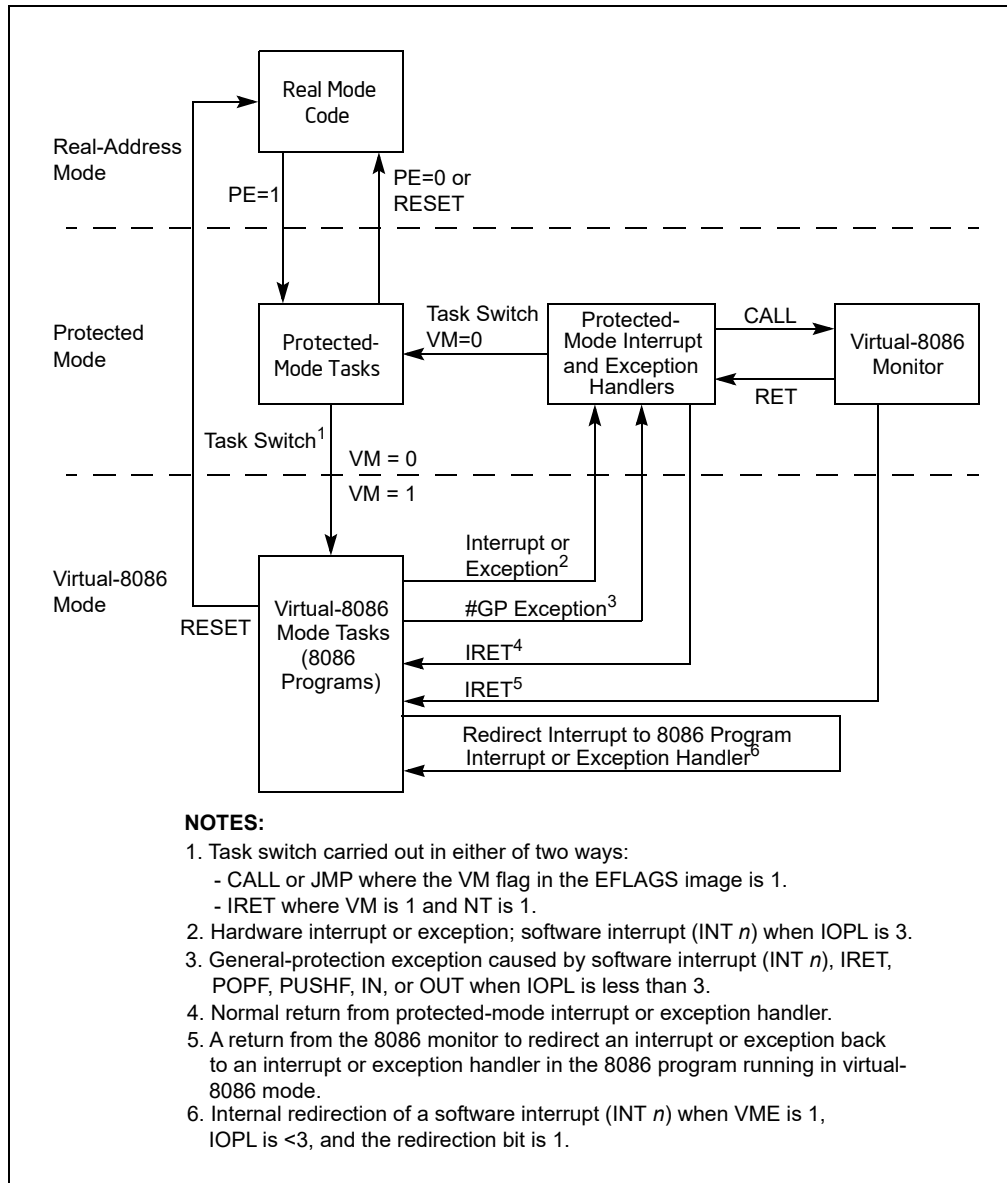 Real Mode
Code
Real-Address
Mode
PE=1
PE=0 or
RESET
Protected
Mode
Protected-
Mode Tasks
Task Switch
VM=0
Protected-
Mode Interrupt
and Exception
Handlers
CALL
RET
Virtual-8086
Monitor
Task Switch1
VM = 0
VM = 1
Virtual-8086
Mode
RESET
Virtual-8086
Mode Tasks
(8086
Programs)
Interrupt or
Exception2
#GP Exception3
IRET4
IRET5
Redirect Interrupt to 8086 Program
Interrupt or Exception Handler6
NOTES:
1. Task switch carried out in either of two ways:
- CALL or JMP where the VM flag in the EFLAGS image is 1.
- IRET where VM is 1 and NT is 1.
2. Hardware interrupt or exception; software interrupt (INT n) when IOPL is 3.
3. General-protection exception caused by software interrupt (INT n), IRET,
POPF, PUSHF, IN, or OUT when IOPL is less than 3.
4. Normal return from protected-mode interrupt or exception handler.
5. A return from the 8086 monitor to redirect an interrupt or exception back
to an interrupt or exception handler in the 8086 program running in virtual-
8086 mode.
6. Internal redirection of a software interrupt (INT n) when VME is 1,
IOPL is <3, and the redirection bit is 1.